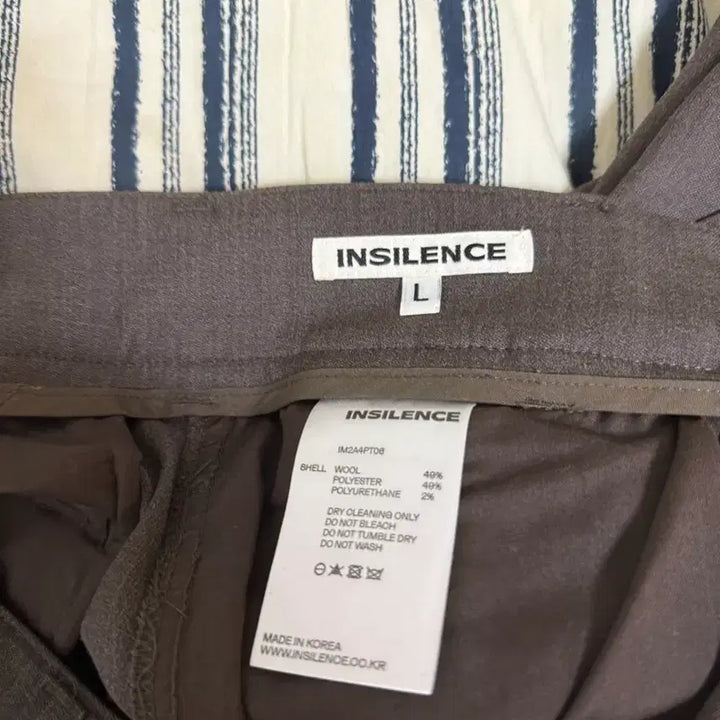 INSILENCE
L
INSILENCE
IM2A4PT06
SHELL WOOL 49%
POLYESTER 49%
POLYURETHANE 2%
DRY CLEANING ONLY
DO NOT BLEACH
DO NOT TUMBLE DRY
DO NOT WASH
MADE IN KOREA
WWW.INSILENCE.CO.KR